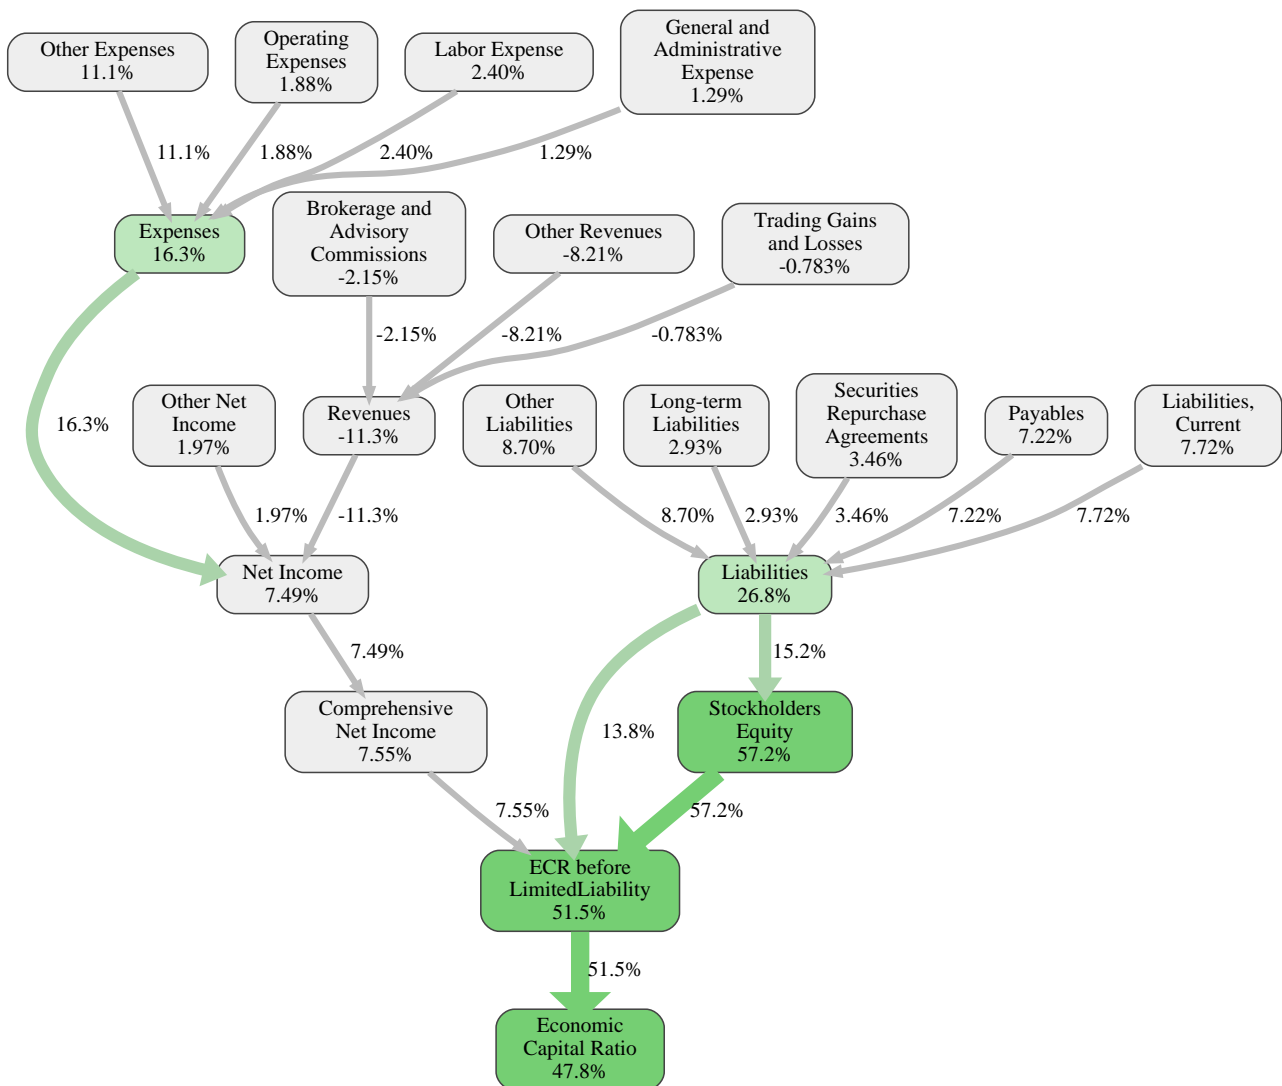 Other Expenses
11.1%
Operating
Expenses
1.88%
Labor Expense
2.40%
General and
Administrative
Expense
1.29%
11.1%
1.88%
2.40%
1.29%
Expenses
16.3%
Brokerage and
Advisory
Commissions
-2.15%
Other Revenues
-8.21%
Trading Gains
and Losses
-0.783%
-2.15%
-8.21%
-0.783%
16.3%
Other Net
Income
1.97%
Revenues
-11.3%
Other
Liabilities
8.70%
Long-term
Liabilities
2.93%
Securities
Repurchase
Agreements
3.46%
Payables
7.22%
Liabilities,
Current
7.72%
1.97%
-11.3%
8.70%
2.93%
3.46%
7.22%
7.72%
Net Income
7.49%
Liabilities
26.8%
7.49%
15.2%
Comprehensive
Net Income
7.55%
13.8%
Stockholders
Equity
57.2%
7.55%
57.2%
ECR before
LimitedLiability
51.5%
51.5%
Economic
Capital Ratio
47.8%